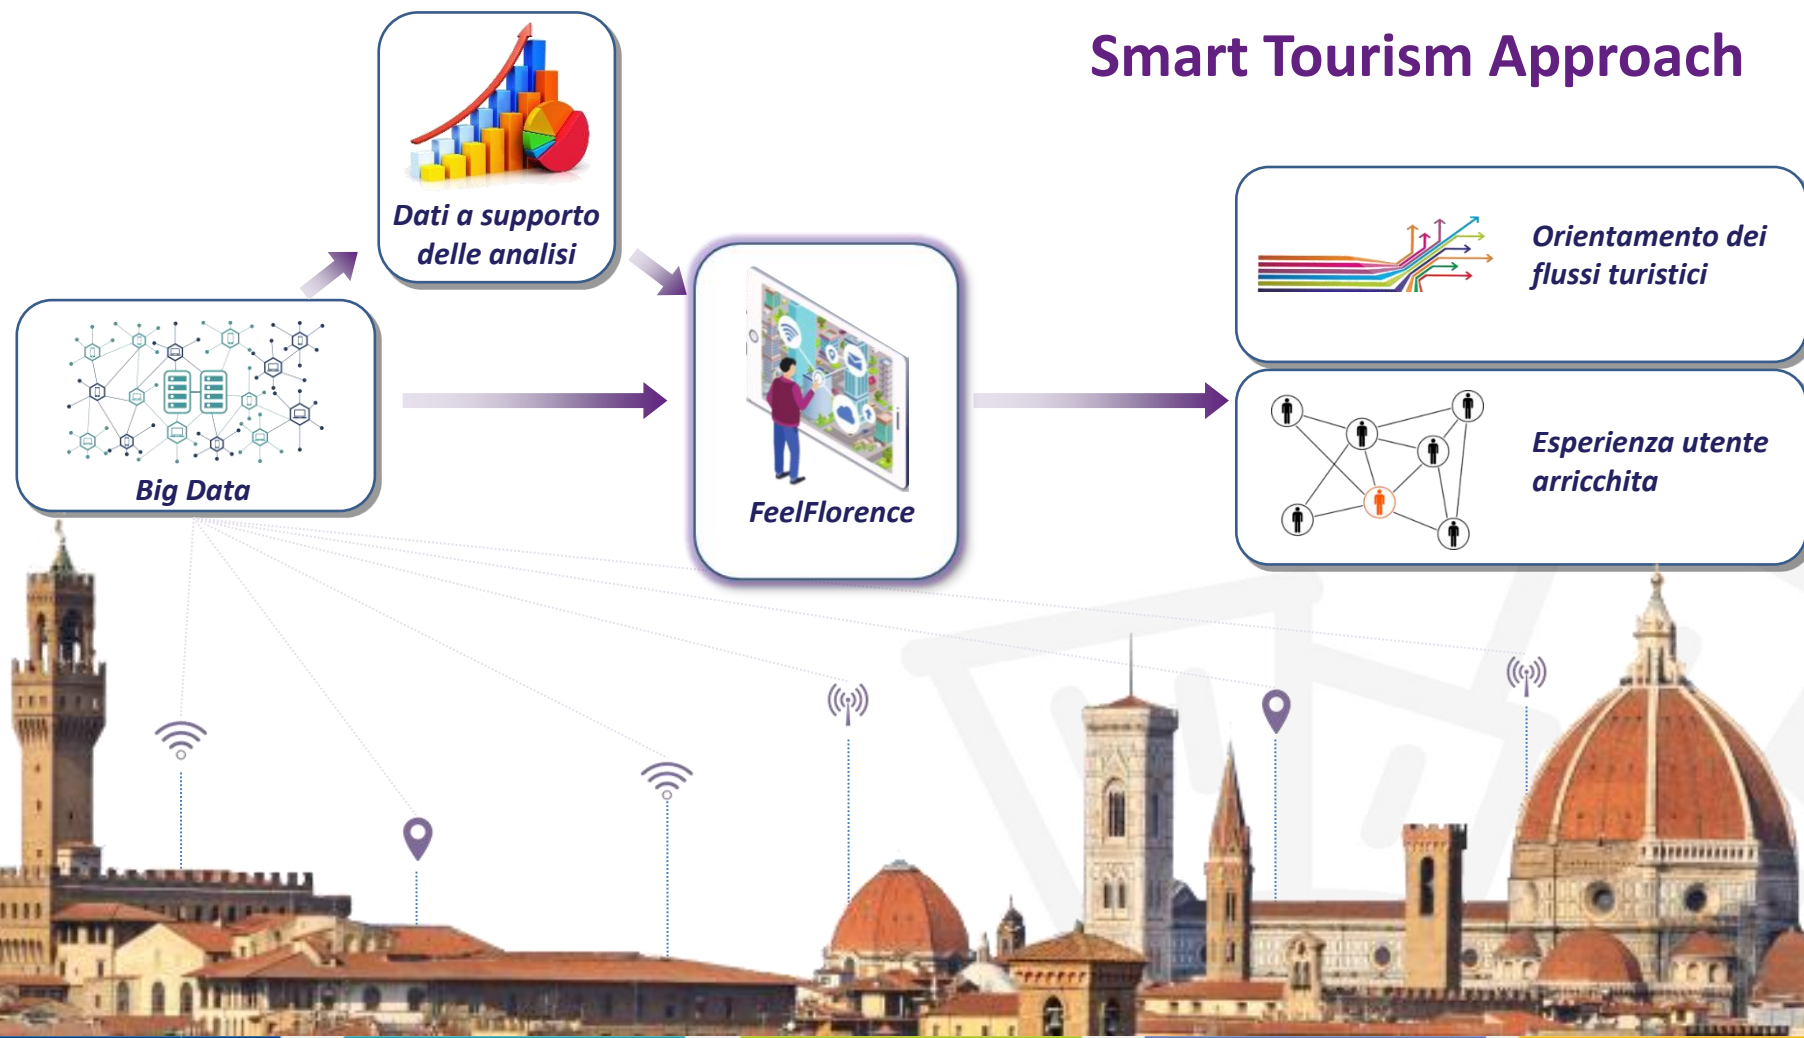 Smart Tourism Approach
Dati a supporto
delle analisi
Big Data
FeelFlorence
Orientamento dei
flussi turistici
Esperienza utente
arricchita